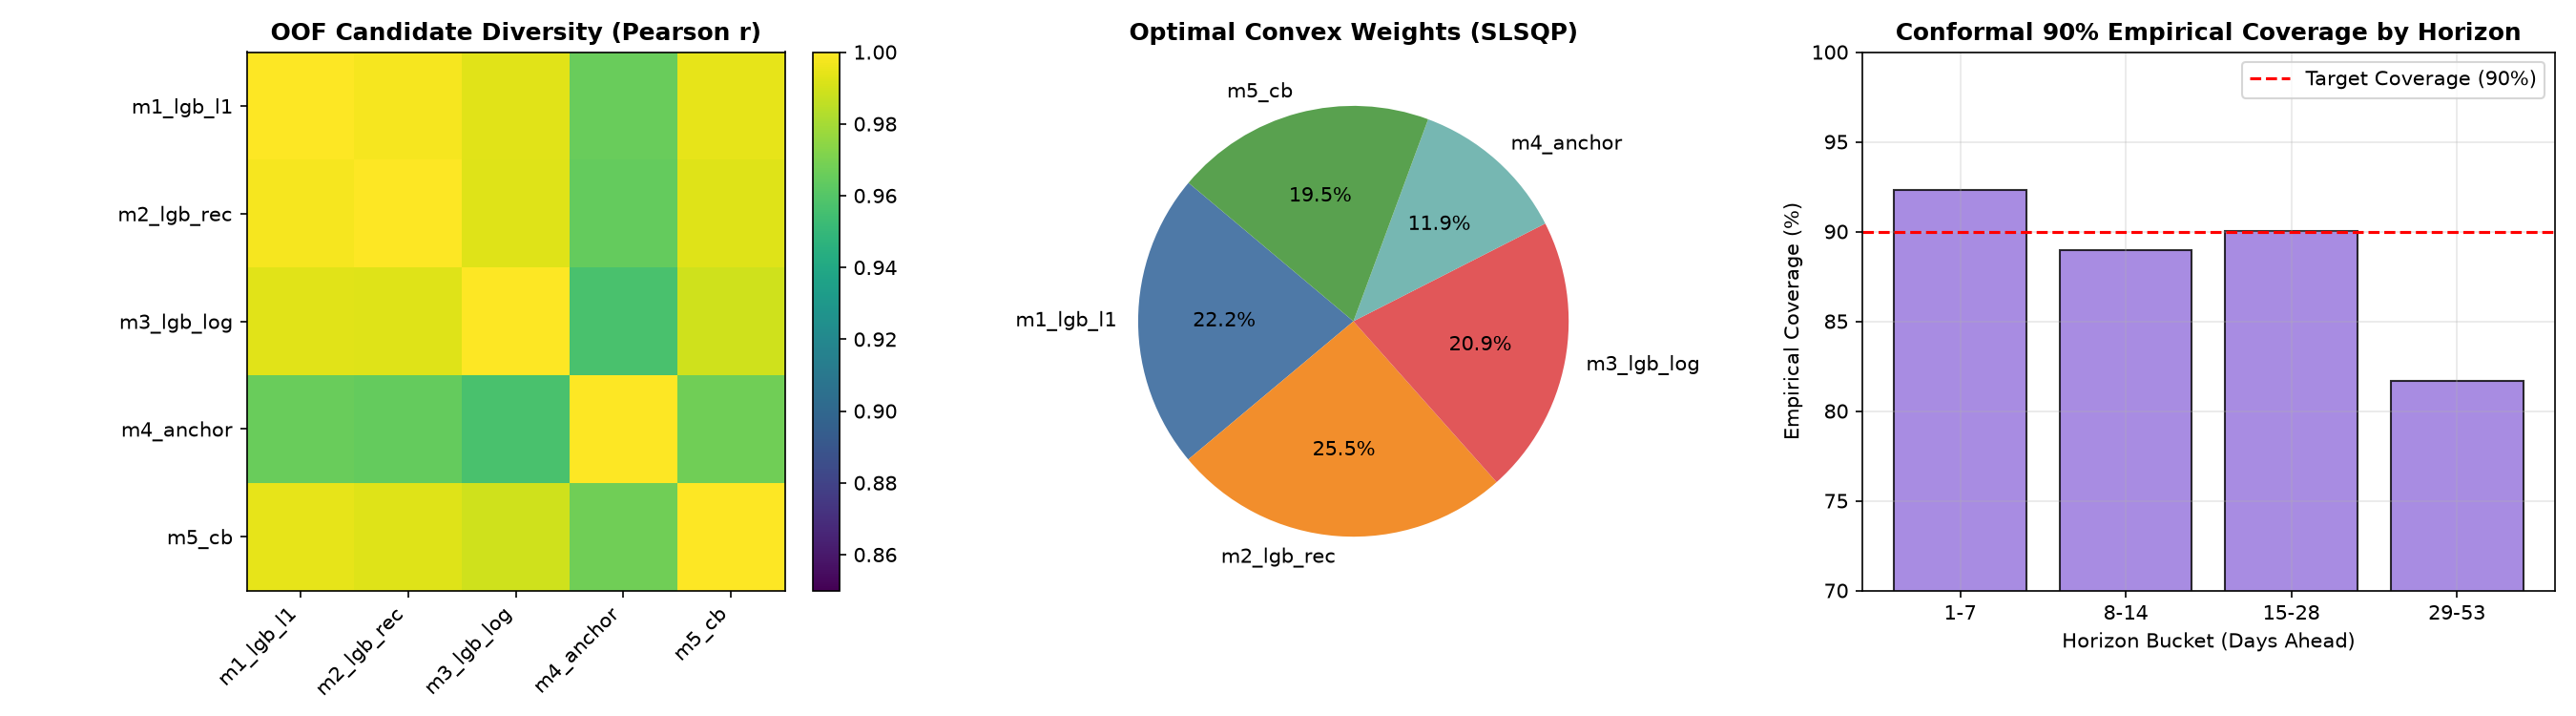 OOF Candidate Diversity (Pearson r)
m1_lgb_l1
m2_lgb_rec
m3_lgb_log
m4_anchor
m5_cb
m1_lgb_l1
m2_lgb_rec
m3_lgb_log
m4_anchor
m5_cb
1.00
0.98
0.96
0.94
0.92
0.90
0.88
0.86
Optimal Convex Weights (SLSQP)
m5_cb
m4_anchor
19.5%
11.9%
m1_lgb_l1
22.2%
20.9%
m3_lgb_log
25.5%
m2_lgb_rec
Conformal 90% Empirical Coverage by Horizon
Target Coverage (90%)
Empirical Coverage (%)
100
95
90
85
80
75
70
1-7
8-14
15-28
29-53
Horizon Bucket (Days Ahead)